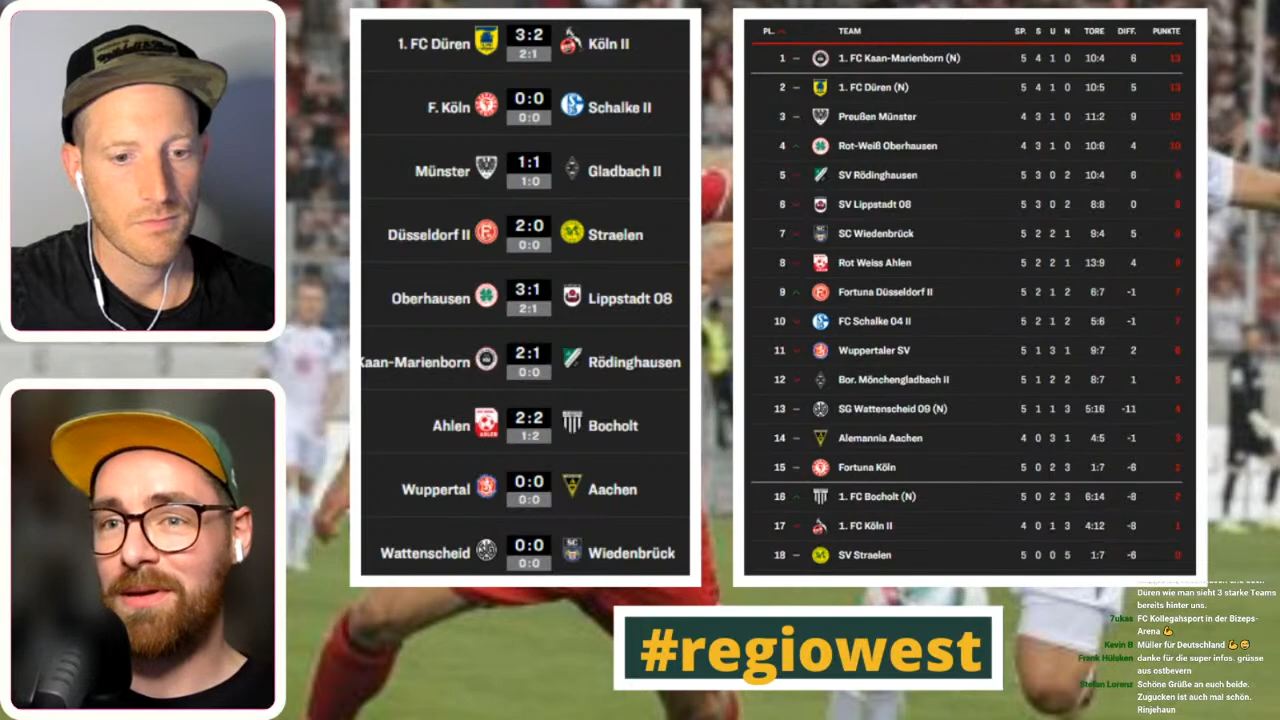 1. FC Düren 3:2 Köln II
2:1
F. Köln 0:0 Schalke II
0:0
Münster 1:1 Gladbach II
1:0
Düsseldorf II 2:0 Straelen
0:0
Oberhausen 3:1 Lippstadt 08
2:1
Kaan-Marienborn 2:1 Rödinghausen
0:0
Ahlen 2:2 Bocholt
1:2
Wuppertal 0:0 Aachen
0:0
Wattenscheid 0:0 Wiedenbrück
0:0
PL. TEAM SP. S U N TORE DIFF. PUNKTE
1 – 1. FC Kaan-Marienborn (N) 5 4 1 0 10:4 6 13
2 – 1. FC Düren (N) 5 4 1 0 10:5 5 13
3 – Preußen Münster 4 3 1 0 11:2 9 10
4 Rot-Weiß Oberhausen 4 3 1 0 10:6 4 10
5 SV Rödinghausen 5 3 0 2 10:4 6 9
6 SV Lippstadt 08 5 3 0 2 8:8 0 9
7 SC Wiedenbrück 5 2 2 1 9:4 5 8
8 Rot Weiss Ahlen 5 2 2 1 13:9 4 8
9 Fortuna Düsseldorf II 5 2 1 2 6:7 -1 7
10 FC Schalke 04 II 5 2 1 2 5:6 -1 7
11 Wuppertaler SV 5 1 3 1 9:7 2 6
12 Bor. Mönchengladbach II 5 1 2 2 8:7 1 5
13 – SG Wattenscheid 09 (N) 5 1 1 3 5:16 -11 4
14 – Alemannia Aachen 4 0 3 1 4:5 -1 3
15 – Fortuna Köln 5 0 2 3 1:7 -6 2
16 1. FC Bocholt (N) 5 0 2 3 6:14 -8 2
17 1. FC Köln II 4 0 1 3 4:12 -8 1
18 – SV Straelen 5 0 0 5 1:7 -6 0
#regiowest
Düren wie man sieht 3 starke Teams
bereits hinter uns.
7ukas FC Kollegahsport in der Bizeps-
Arena 💪
Kevin B Müller für Deutschland 💪 😅
Frank Hülsken danke für die super infos. grüsse
aus ostbevern
Stefan Lorenz Schöne Grüße an euch beide.
Zugucken ist auch mal schön.
Rinjehaun